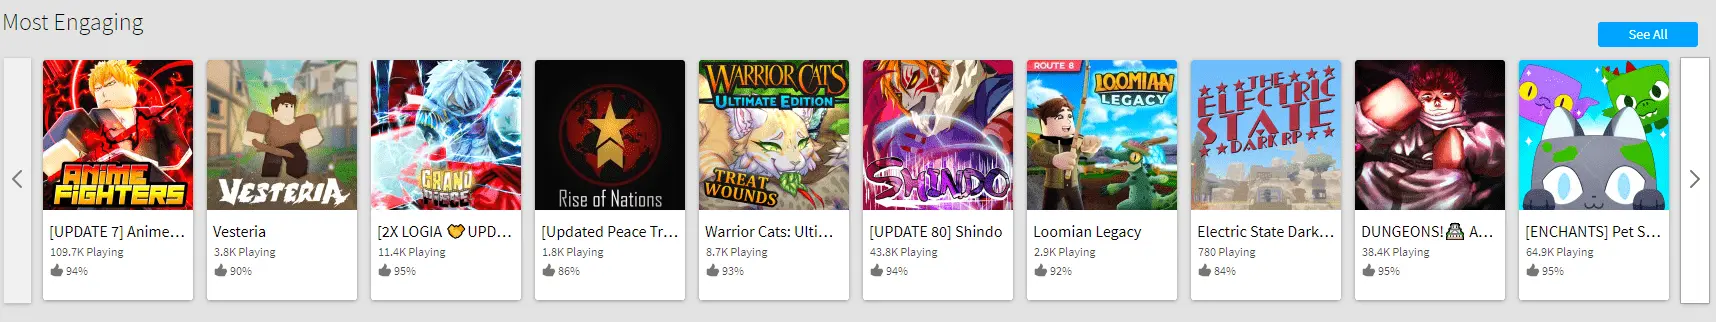 Most Engaging
See All
ANIME
FIGHTERS
[UPDATE 7] Anime...
109.7K Playing
94%
VESTERIA
Vesteria
3.8K Playing
90%
GRAND
PIECE
[2X LOGIA 🤝UPD...
11.4K Playing
95%
Rise of Nations
[Updated Peace Tr...
1.8K Playing
86%
WARRIOR CATS
ULTIMATE EDITION
TREAT
WOUNDS
Warrior Cats: Ulti...
8.7K Playing
93%
SHINDO
[UPDATE 80] Shindo
43.8K Playing
94%
ROUTE 8
LOOMIAN
LEGACY
Loomian Legacy
2.9K Playing
92%
THE
ELECTRIC
STATE
DARK RP
Electric State Dark...
780 Playing
84%
DUNGEONS!🏯 A...
38.4K Playing
95%
[ENCHANTS] Pet S...
64.9K Playing
95%